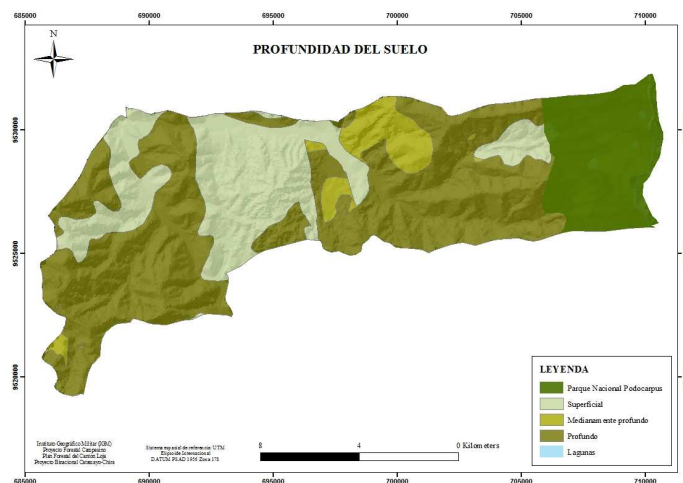 685000 690000 695000 700000 705000 710000
N
PROFUNDIDAD DEL SUELO
9530000
9530000
9525000
9525000
9520000
9520000
LEYENDA
Parque Nacional Podocarpus
Superficial
Medianamente profundo
Profundo
Lagunas
Instituto Geográfico Militar (IGM)
Proyecto Forestal Campesino
Plan Forestal del Cantón Loja
Proyecto Binacional Catamayo-Chira
Sistema espacial de referencia: UTM
Elipsoide Internacional
DATUM PSAD 1956 Zona 17S
8 4 0 Kilometers
685000 690000 695000 700000 705000 710000